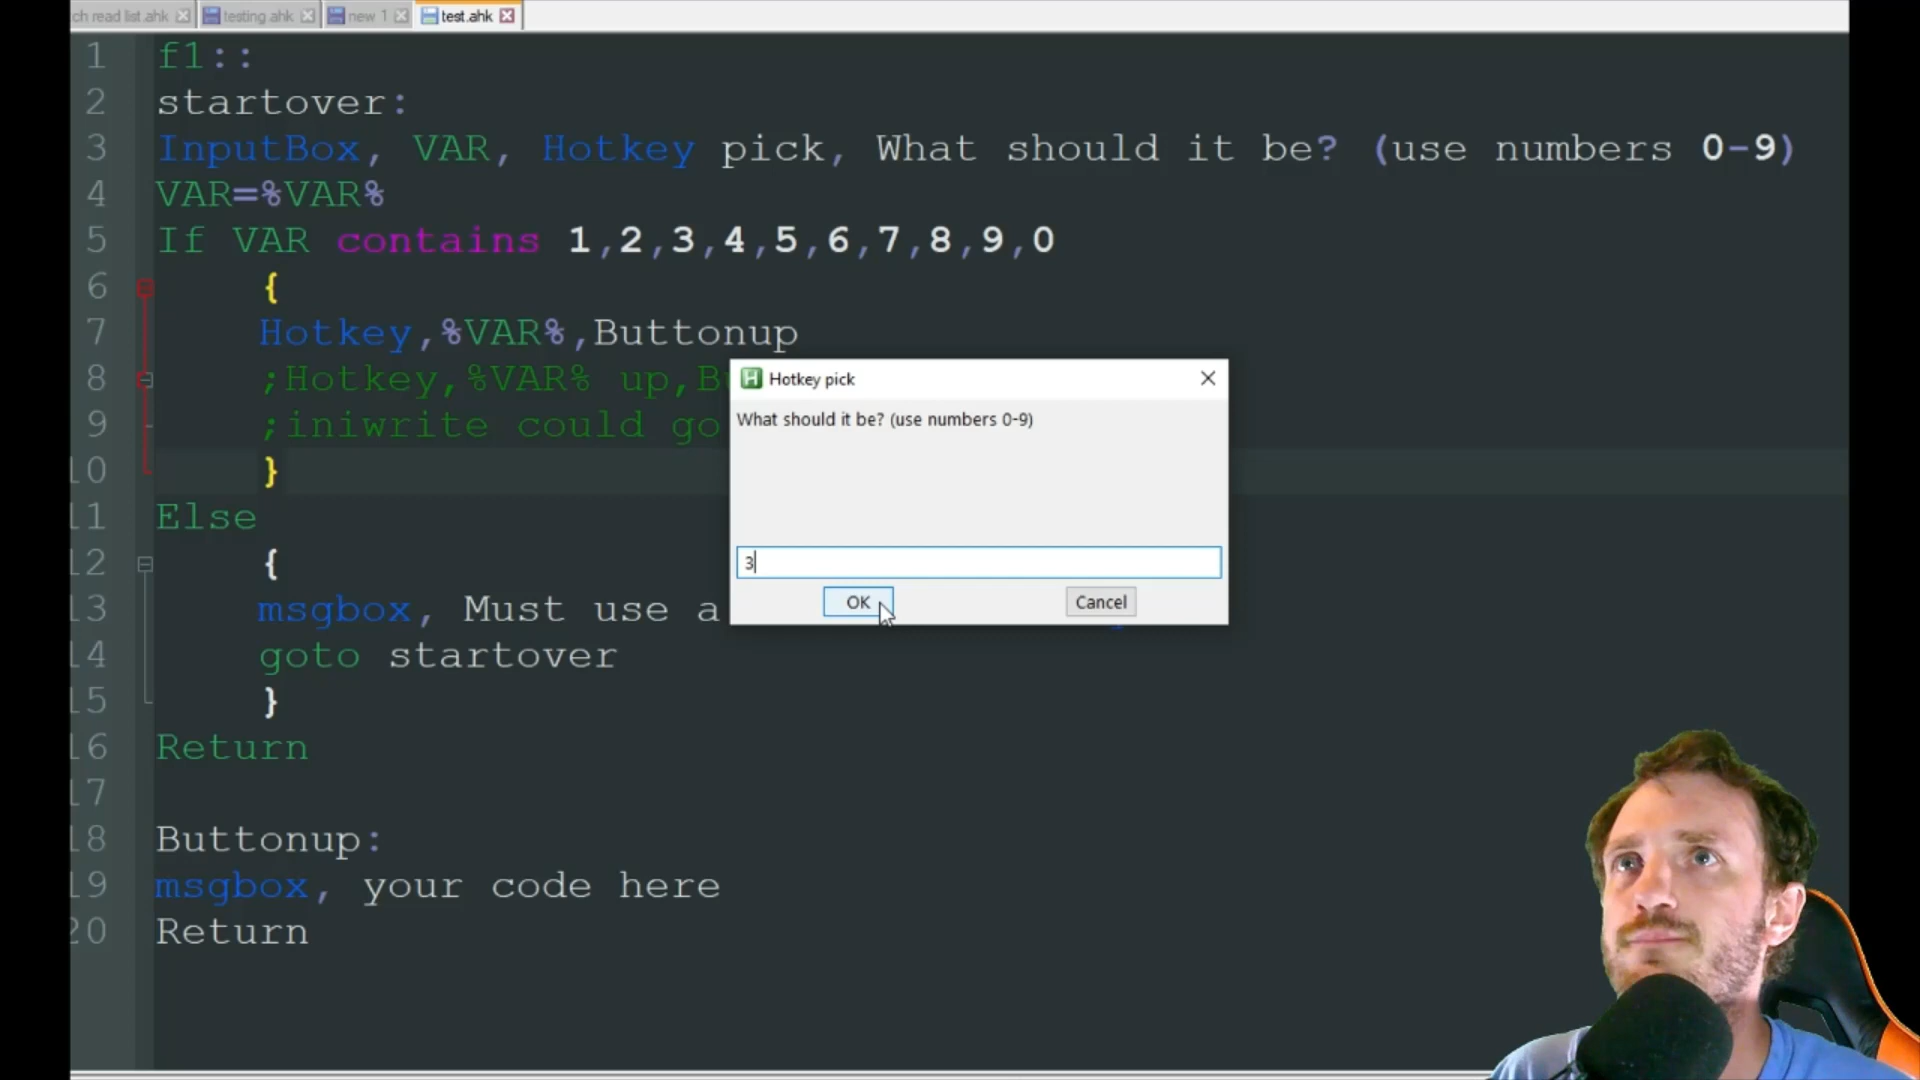 ch read list.ahk testing.ahk new 1 test.ahk
1 f1::
2 startover:
3 InputBox, VAR, Hotkey pick, What should it be? (use numbers 0-9)
4 VAR=%VAR%
5 If VAR contains 1,2,3,4,5,6,7,8,9,0
6 {
7 Hotkey,%VAR%,Buttonup
8 ;Hotkey,%VAR% up,B
9 ;iniwrite could go
10 }
11 Else
12 {
13 msgbox, Must use a
14 goto startover
15 }
16 Return
17
18 Buttonup:
19 msgbox, your code here
20 Return
Hotkey pick
What should it be? (use numbers 0-9)
3
OK Cancel